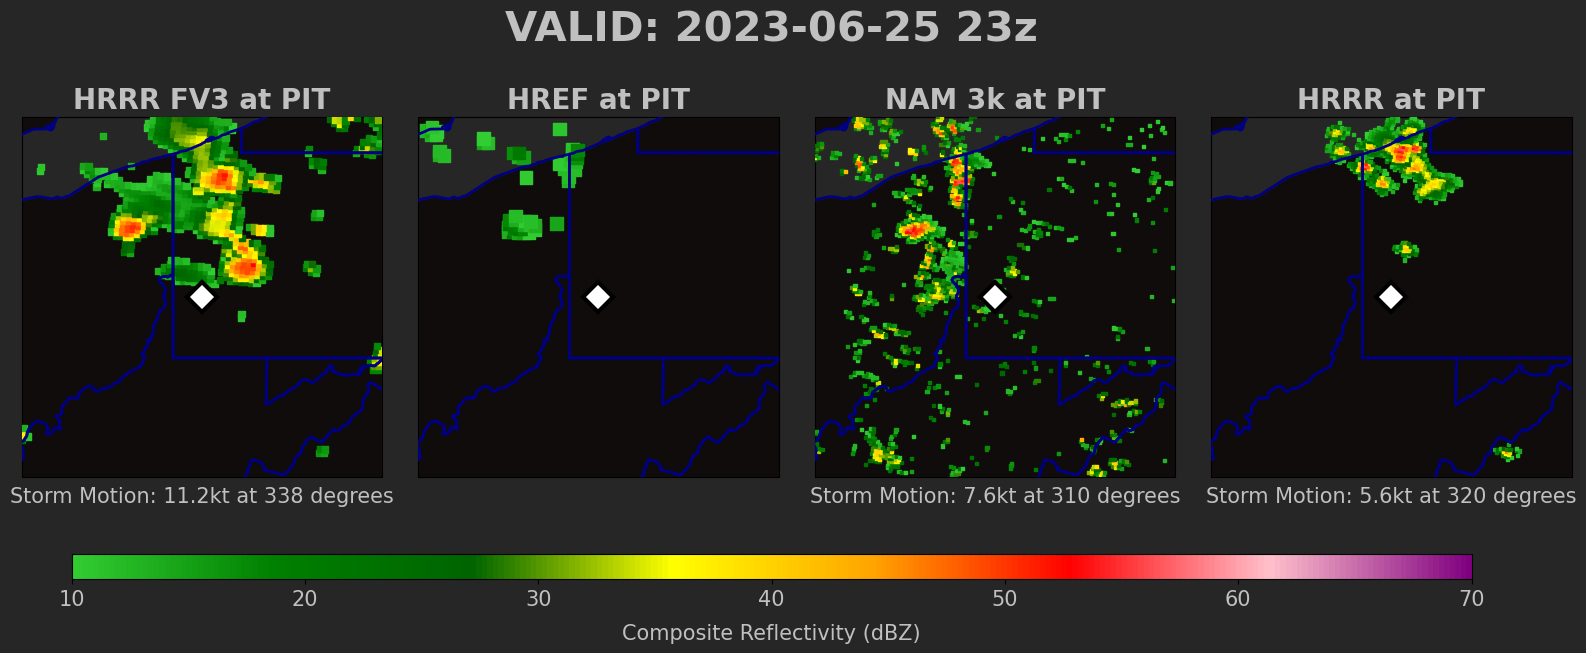 VALID: 2023-06-25 23z
HRRR FV3 at PIT
HREF at PIT
NAM 3k at PIT
HRRR at PIT
Storm Motion: 11.2kt at 338 degrees
Storm Motion: 7.6kt at 310 degrees
Storm Motion: 5.6kt at 320 degrees
10 20 30 40 50 60 70
Composite Reflectivity (dBZ)